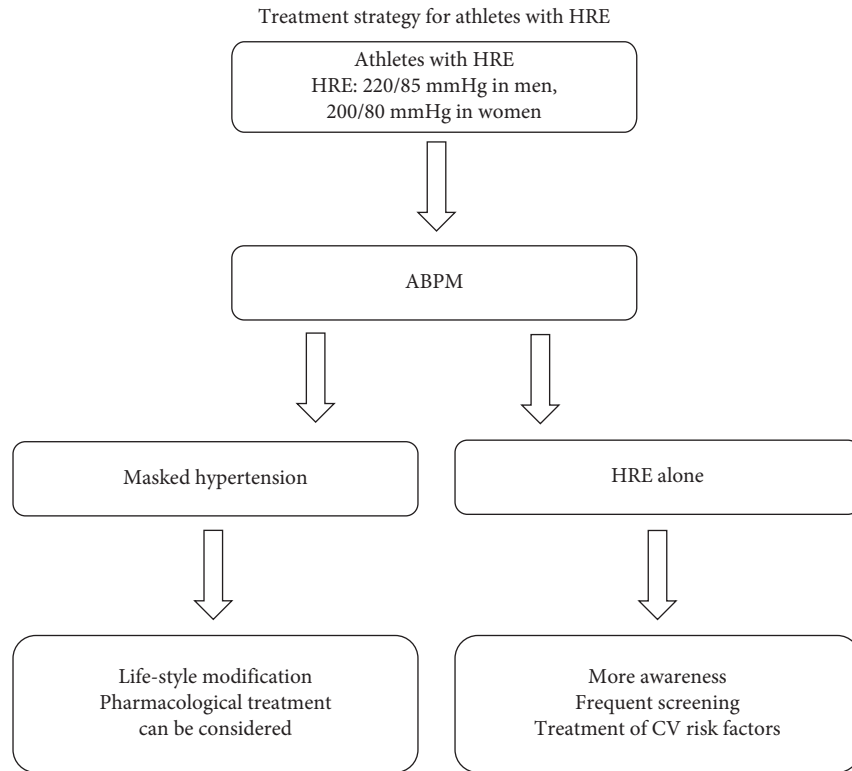 Treatment strategy for athletes with HRE
Athletes with HRE
HRE: 220/85 mmHg in men,
200/80 mmHg in women
ABPM
Masked hypertension
HRE alone
Life-style modification
Pharmacological treatment
can be considered
More awareness
Frequent screening
Treatment of CV risk factors